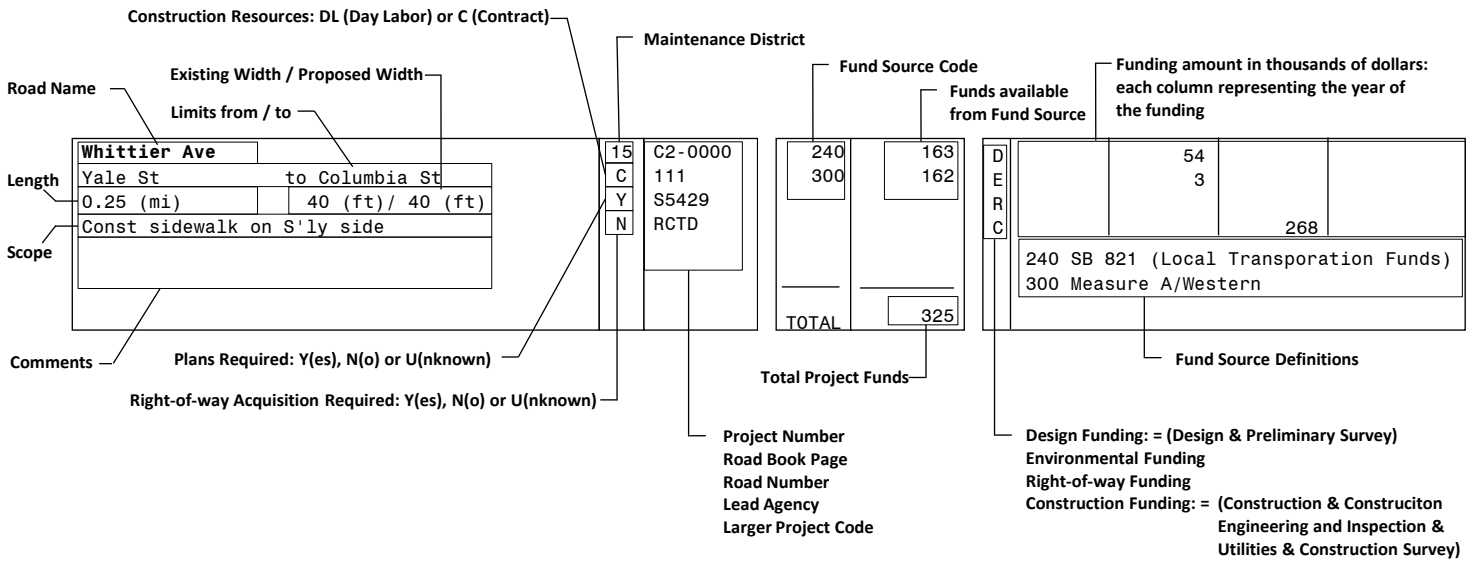 Construction Resources: DL (Day Labor) or C (Contract)
Maintenance District
Existing Width / Proposed Width
Road Name
Limits from / to
Fund Source Code
Funds available
from Fund Source
Funding amount in thousands of dollars:
each column representing the year of
the funding
Whittier Ave
Yale St to Columbia St
Length
0.25 (mi) 40 (ft)/ 40 (ft)
Const sidewalk on S'ly side
Scope
15
C
Y
N
C2-0000
111
S5429
RCTD
240 163
300 162
TOTAL 325
D 54
E 3
R
C 268
240 SB 821 (Local Transporation Funds)
300 Measure A/Western
Comments
Plans Required: Y(es), N(o) or U(nknown)
Right-of-way Acquisition Required: Y(es), N(o) or U(nknown)
Total Project Funds
Fund Source Definitions
Project Number
Road Book Page
Road Number
Lead Agency
Larger Project Code
Design Funding: = (Design & Preliminary Survey)
Environmental Funding
Right-of-way Funding
Construction Funding: = (Construction & Construciton
Engineering and Inspection &
Utilities & Construction Survey)